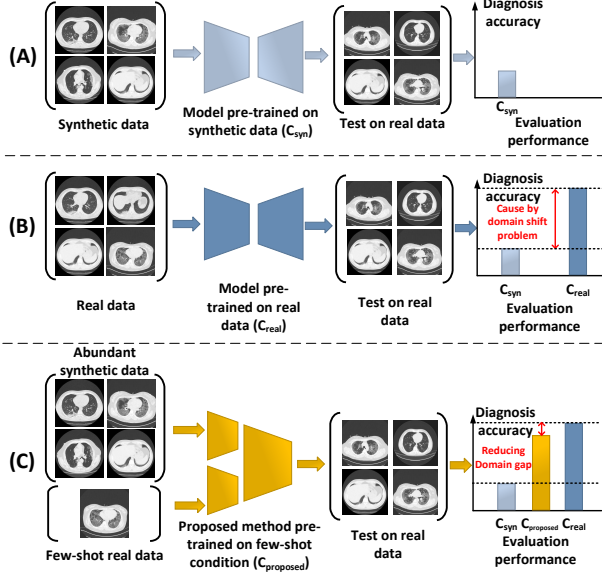 (A)
Synthetic data
Model pre-trained on
synthetic data (Csyn)
Test on real data
Diagnosis
accuracy
Csyn
Evaluation
performance
(B)
Real data
Model pre-
trained on real
data (Creal)
Test on real
data
Diagnosis
accuracy
Cause by
domain shift
problem
Csyn
Creal
Evaluation
performance
(C)
Abundant
synthetic data
Few-shot real data
Proposed method pre-
trained on few-shot
condition (Cproposed)
Test on real
data
Diagnosis
accuracy
Reducing
Domain gap
Csyn Cproposed Creal
Evaluation
performance